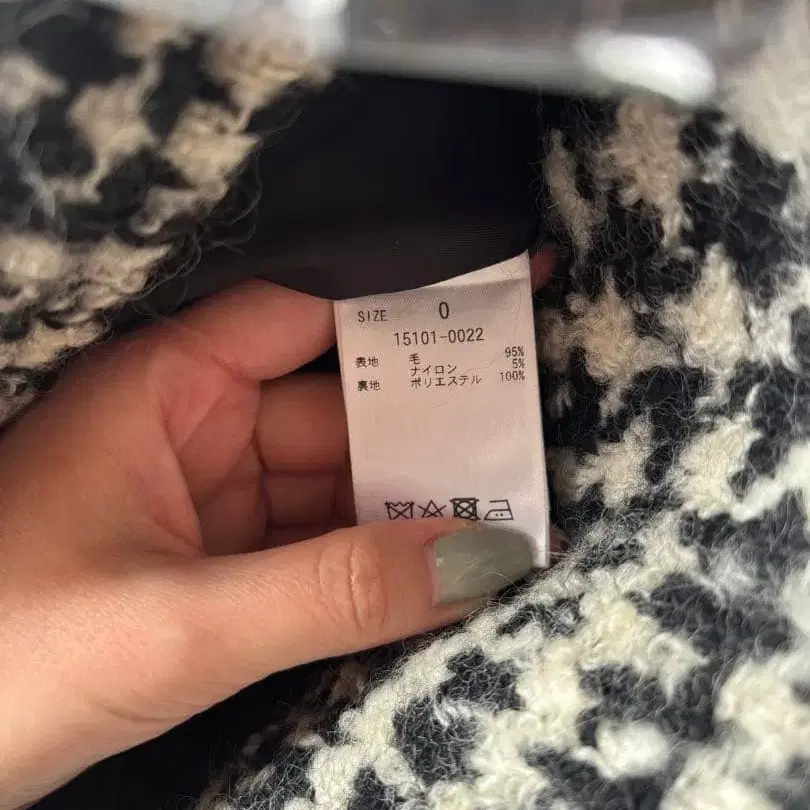 SIZE 0
15101-0022
表地 毛 95%
ナイロン 5%
裏地 ポリエステル 100%